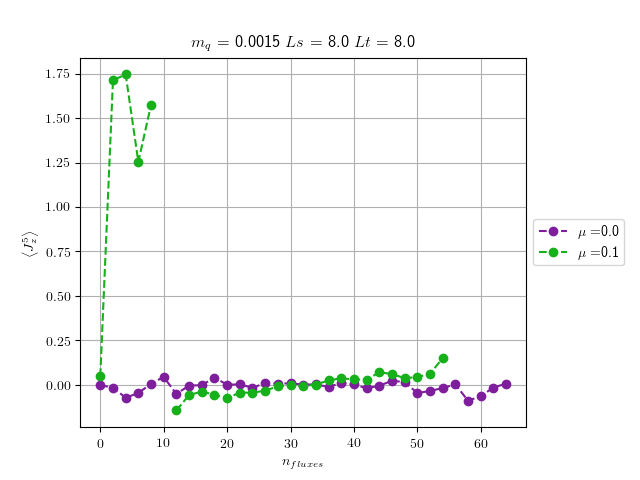 m_q = 0.0015 Ls = 8.0 Lt = 8.0
1.75
1.50
1.25
1.00
0.75
0.50
0.25
0.00
⟨J_z^5⟩
0 10 20 30 40 50 60
n_fluxes
μ =0.0
μ =0.1